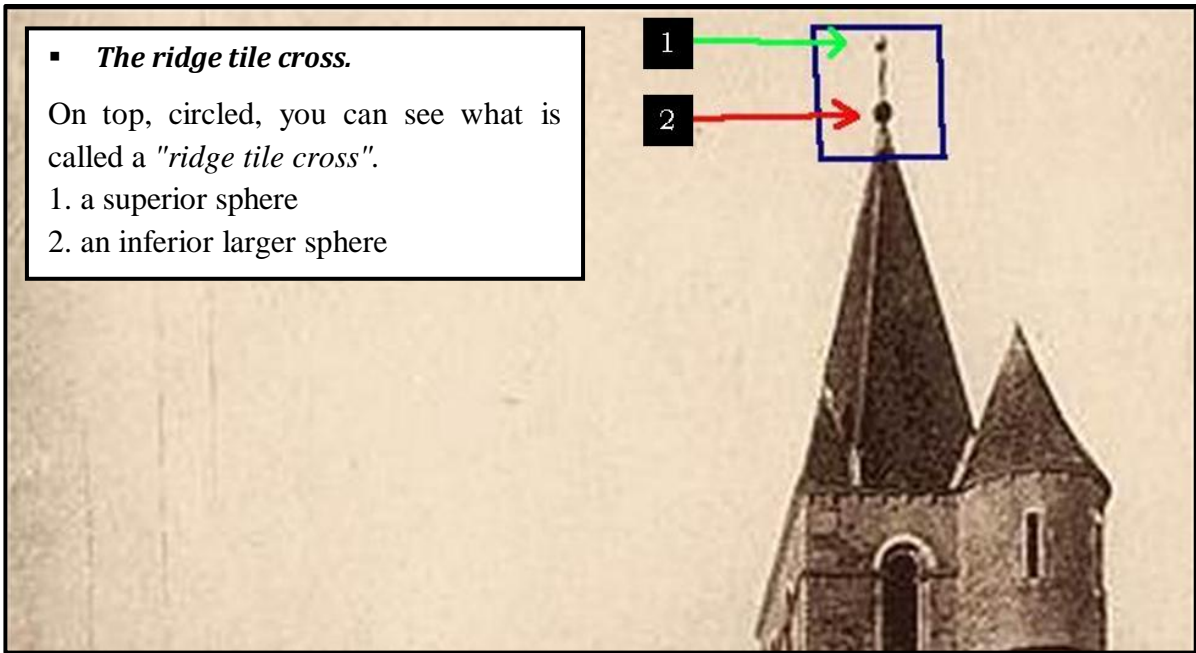 ▪ The ridge tile cross.
On top, circled, you can see what is
called a "ridge tile cross".
1. a superior sphere
2. an inferior larger sphere
1
2